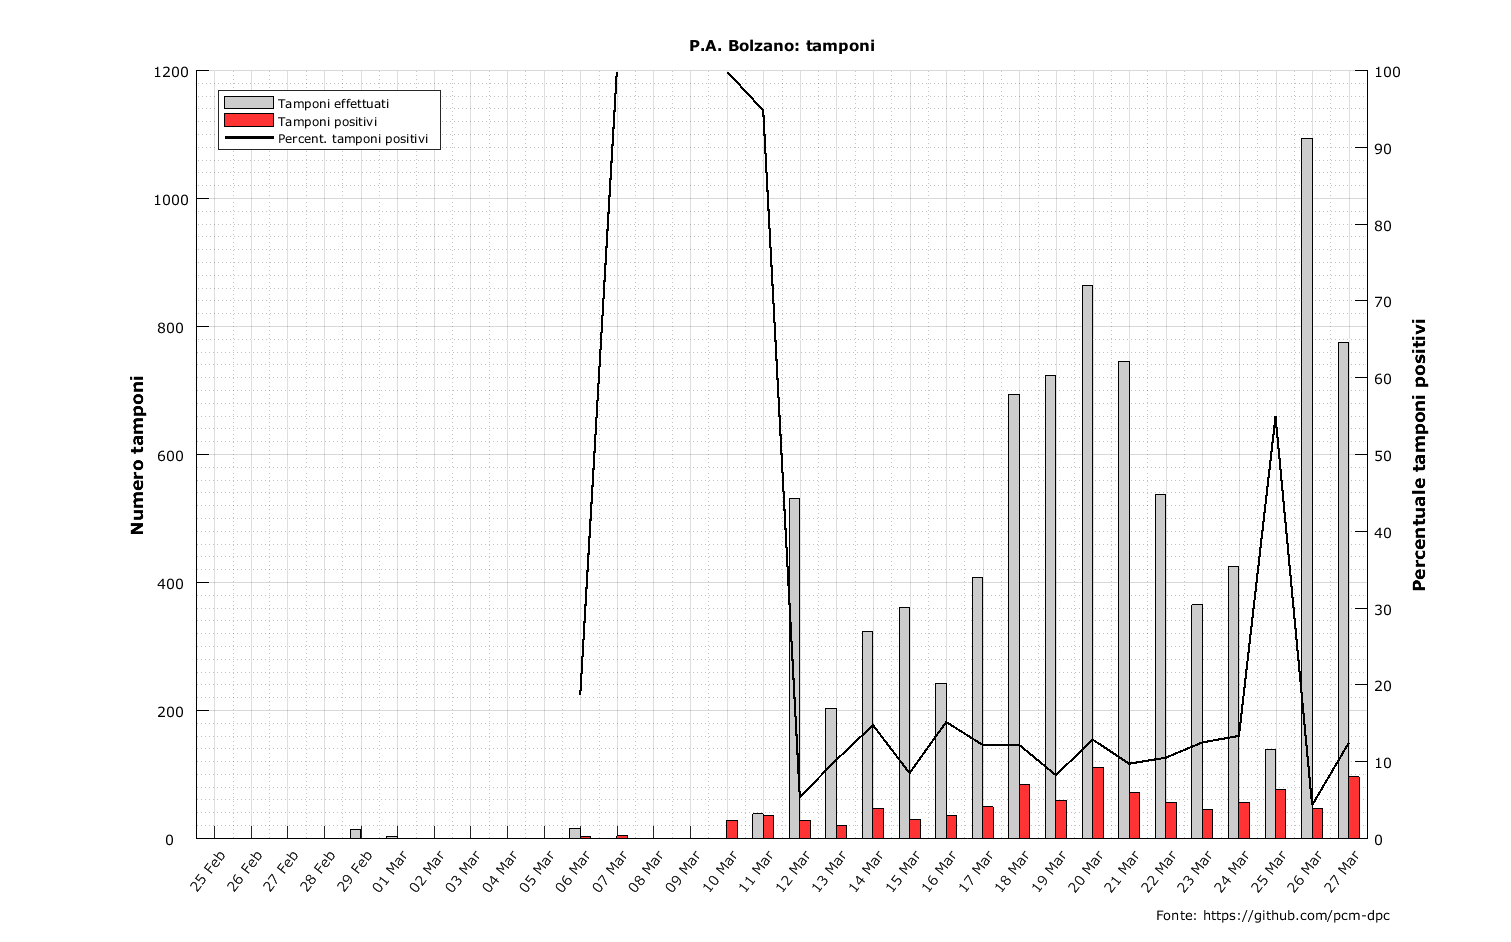 P.A. Bolzano: tamponi
Tamponi effettuati
Tamponi positivi
Percent. tamponi positivi
Numero tamponi
1200
1000
800
600
400
200
0
Percentuale tamponi positivi
100
90
80
70
60
50
40
30
20
10
0
25 Feb
26 Feb
27 Feb
28 Feb
29 Feb
01 Mar
02 Mar
03 Mar
04 Mar
05 Mar
06 Mar
07 Mar
08 Mar
09 Mar
10 Mar
11 Mar
12 Mar
13 Mar
14 Mar
15 Mar
16 Mar
17 Mar
18 Mar
19 Mar
20 Mar
21 Mar
22 Mar
23 Mar
24 Mar
25 Mar
26 Mar
27 Mar
Fonte: https://github.com/pcm-dpc